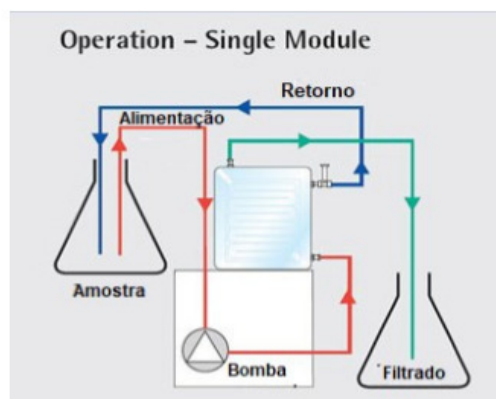 Operation – Single Module
Retorno
Alimentação
Amostra
Bomba
Filtrado